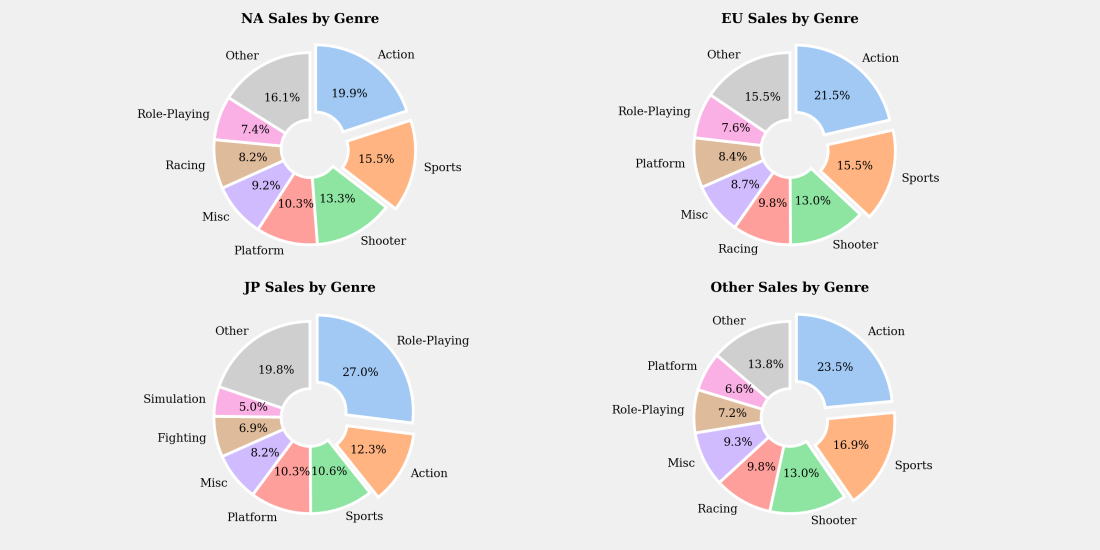 NA Sales by Genre
Action
19.9%
Sports
15.5%
Shooter
13.3%
Platform
10.3%
Misc
9.2%
Racing
8.2%
Role-Playing
7.4%
Other
16.1%
EU Sales by Genre
Action
21.5%
Sports
15.5%
Shooter
13.0%
Racing
9.8%
Misc
8.7%
Platform
8.4%
Role-Playing
7.6%
Other
15.5%
JP Sales by Genre
Role-Playing
27.0%
Action
12.3%
Sports
10.6%
Platform
10.3%
Misc
8.2%
Fighting
6.9%
Simulation
5.0%
Other
19.8%
Other Sales by Genre
Action
23.5%
Sports
16.9%
Shooter
13.0%
Racing
9.8%
Misc
9.3%
Role-Playing
7.2%
Platform
6.6%
Other
13.8%